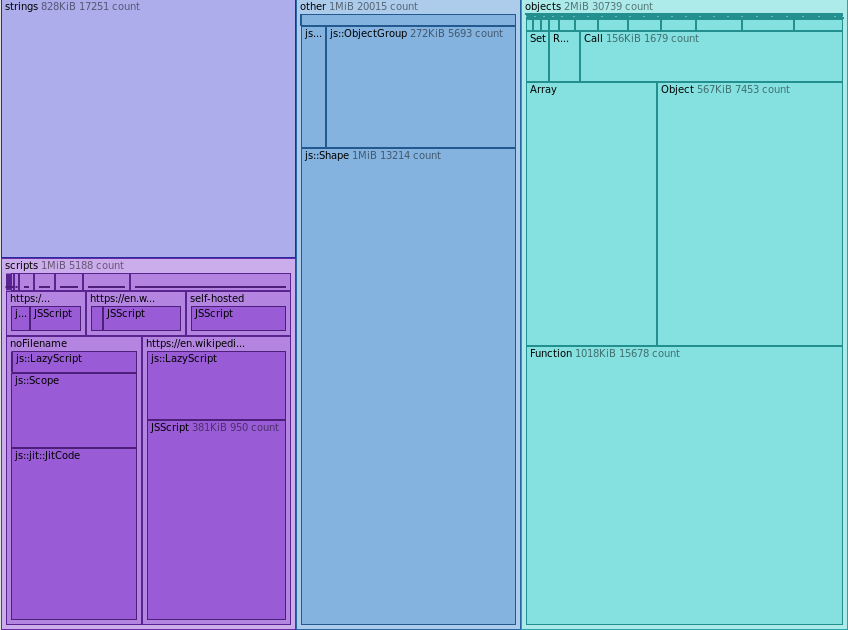 strings 828KiB 17251 count
other 1MiB 20015 count
objects 2MiB 30739 count
js... js::ObjectGroup 272KiB 5693 count
Set R... Call 156KiB 1679 count
Array Object 567KiB 7453 count
js::Shape 1MiB 13214 count
scripts 1MiB 5188 count
https:/... https://en.w... self-hosted
j... JSScript JSScript JSScript
noFilename https://en.wikipedi...
js::LazyScript js::LazyScript
Function 1018KiB 15678 count
js::Scope
JSScript 381KiB 950 count
js::jit::JitCode